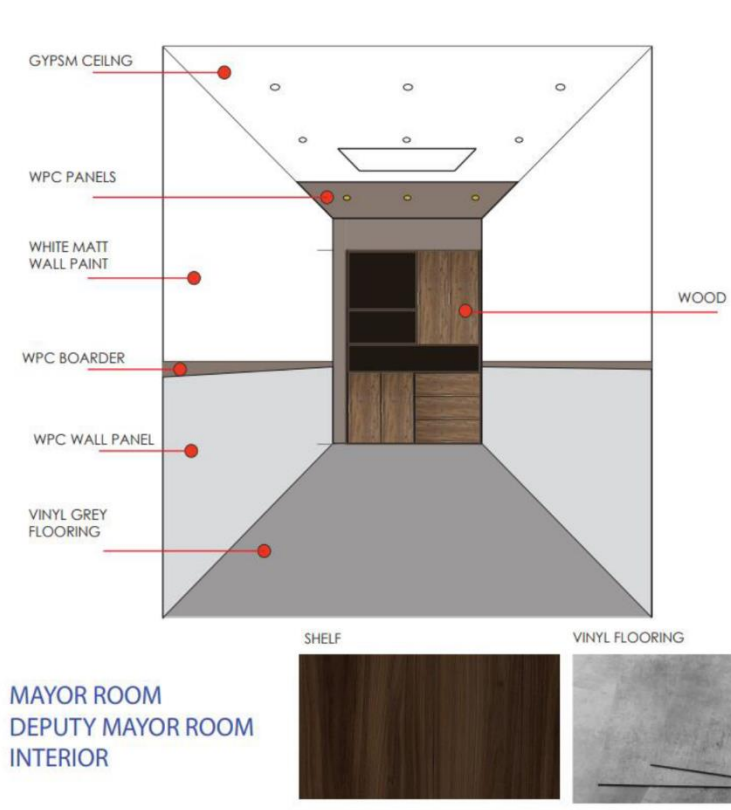 GYPSM CEILNG
WPC PANELS
WHITE MATT
WALL PAINT
WOOD
WPC BOARDER
WPC WALL PANEL
VINYL GREY
FLOORING
SHELF
VINYL FLOORING
MAYOR ROOM
DEPUTY MAYOR ROOM
INTERIOR